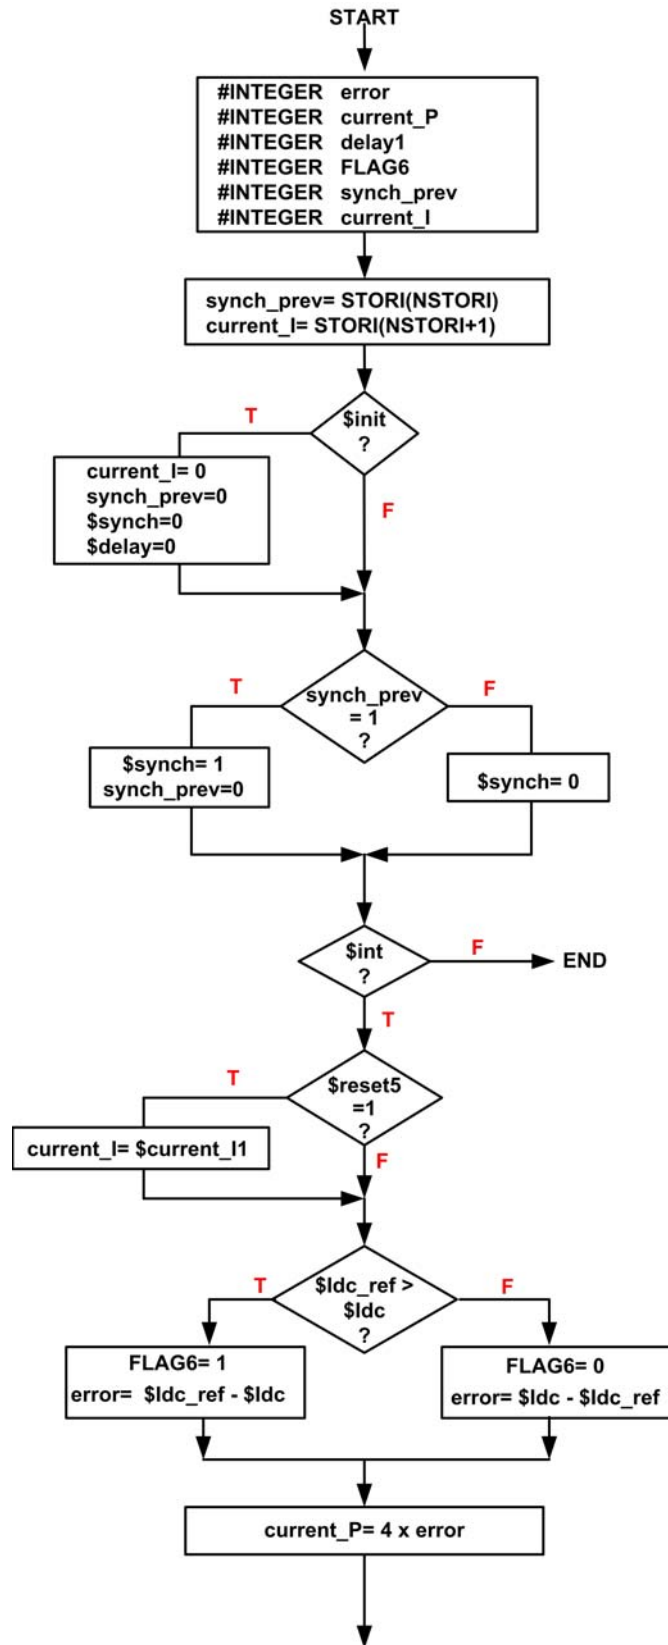 START
#INTEGER error
#INTEGER current_P
#INTEGER delay1
#INTEGER FLAG6
#INTEGER synch_prev
#INTEGER current_I
synch_prev= STORI(NSTORI)
current_I= STORI(NSTORI+1)
$init
?
T
F
current_I= 0
synch_prev=0
$synch=0
$delay=0
synch_prev
= 1
?
T
F
$synch= 1
synch_prev=0
$synch= 0
$int
?
F
END
T
$reset5
=1
?
T
F
current_I= $current_I1
$Idc_ref >
$Idc
?
T
F
FLAG6= 1
error= $Idc_ref - $Idc
FLAG6= 0
error= $Idc - $Idc_ref
current_P= 4 x error